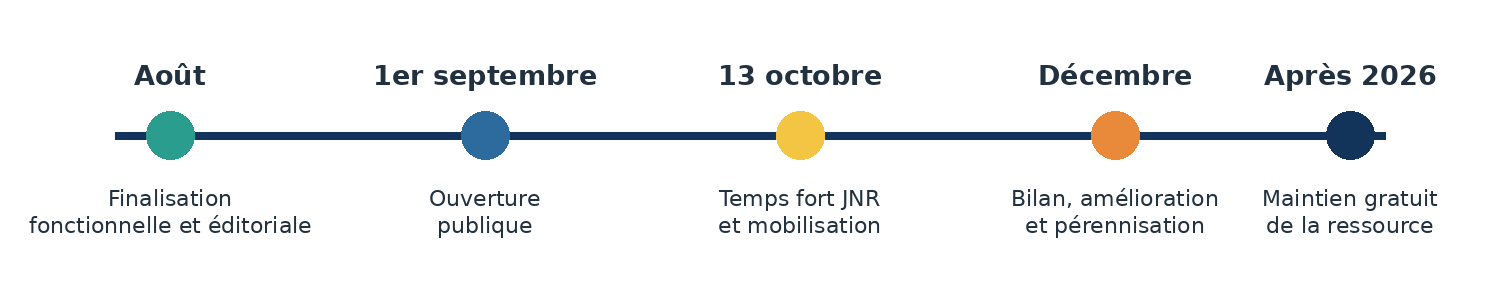 Août
1er septembre
13 octobre
Décembre
Après 2026
Finalisation
fonctionnelle et éditoriale
Ouverture
publique
Temps fort JNR
et mobilisation
Bilan, amélioration
et pérennisation
Maintien gratuit
de la ressource